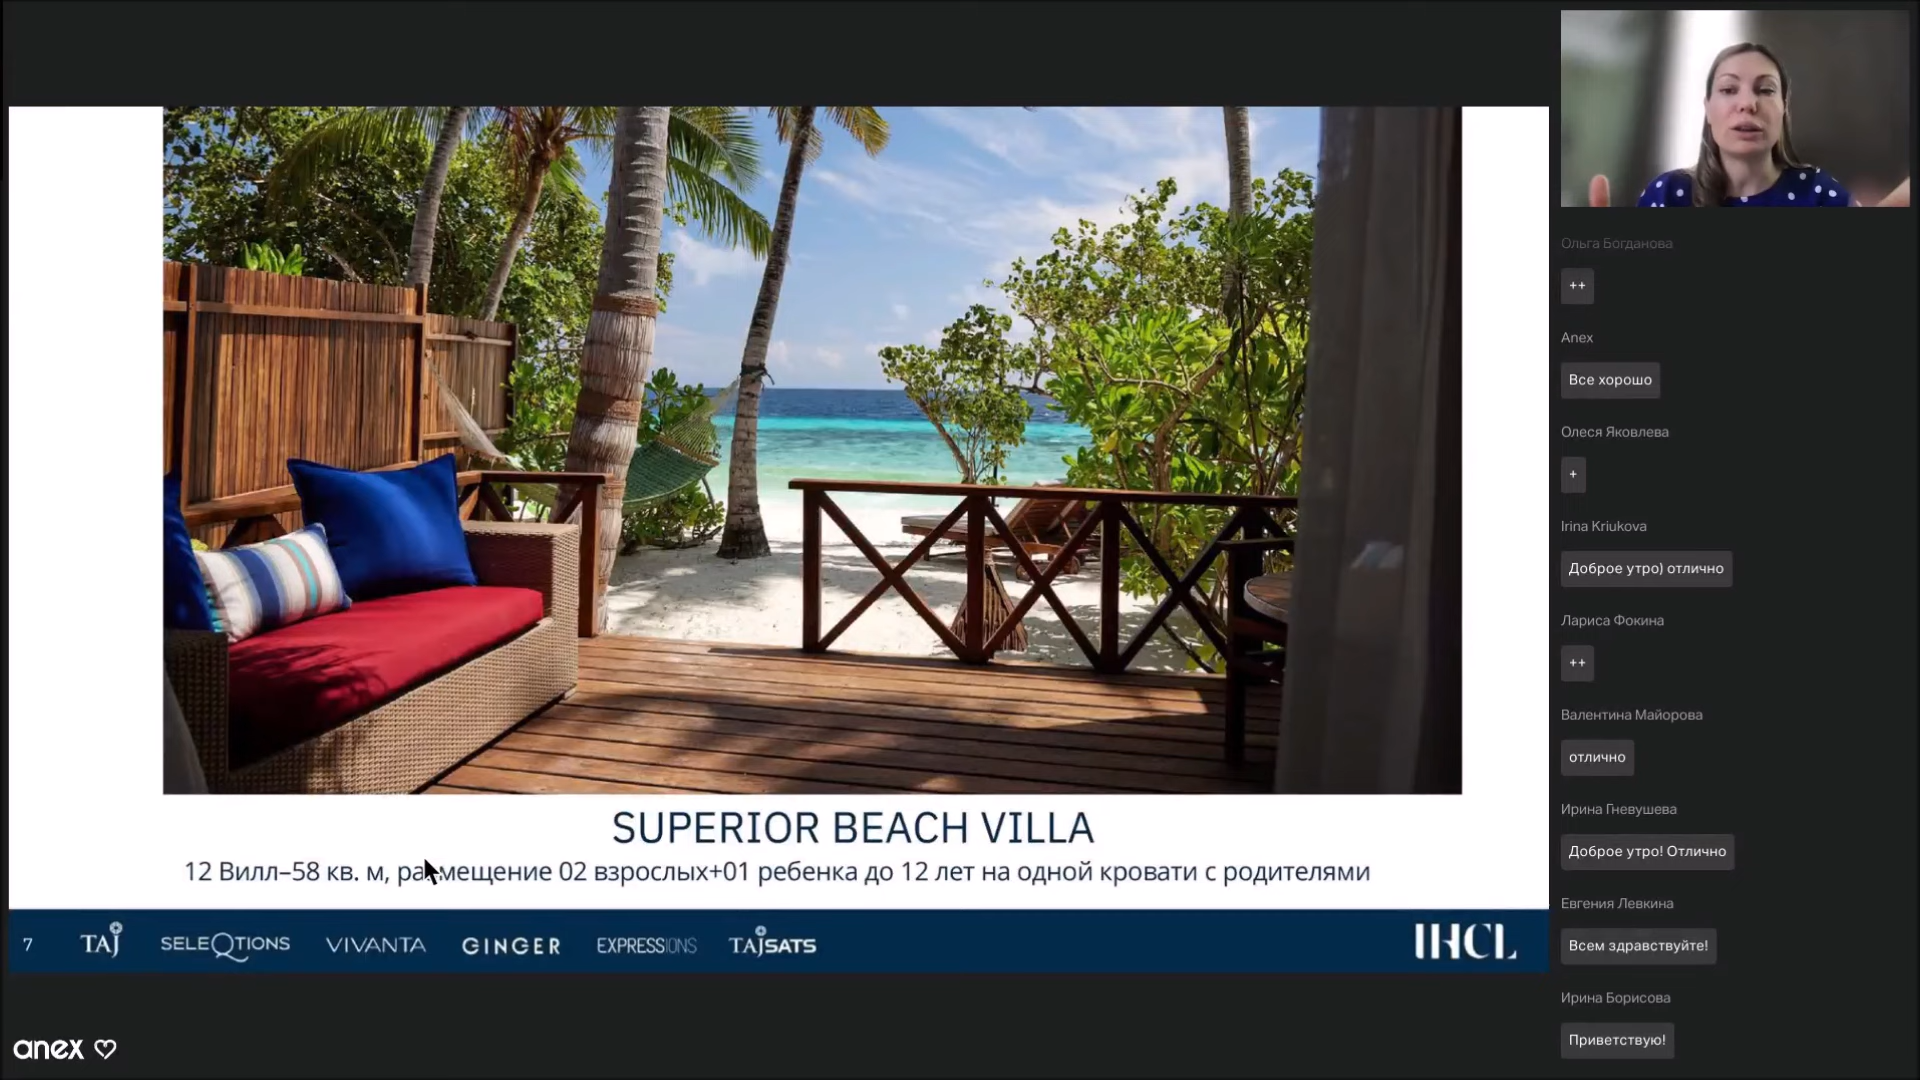 SUPERIOR BEACH VILLA
12 Вилл–58 кв. м, размещение 02 взрослых+01 ребенка до 12 лет на одной кровати с родителями
7 TAJ SELEQTIONS VIVANTA GINGER EXPRESSIONS TAJSATS IHCL
anex
Ольга Богданова
++
Anex
Все хорошо
Олеся Яковлева
+
Irina Kriukova
Доброе утро) отлично
Лариса Фокина
++
Валентина Майорова
отлично
Ирина Гневушева
Доброе утро! Отлично
Евгения Левкина
Всем здравствуйте!
Ирина Борисова
Приветствую!